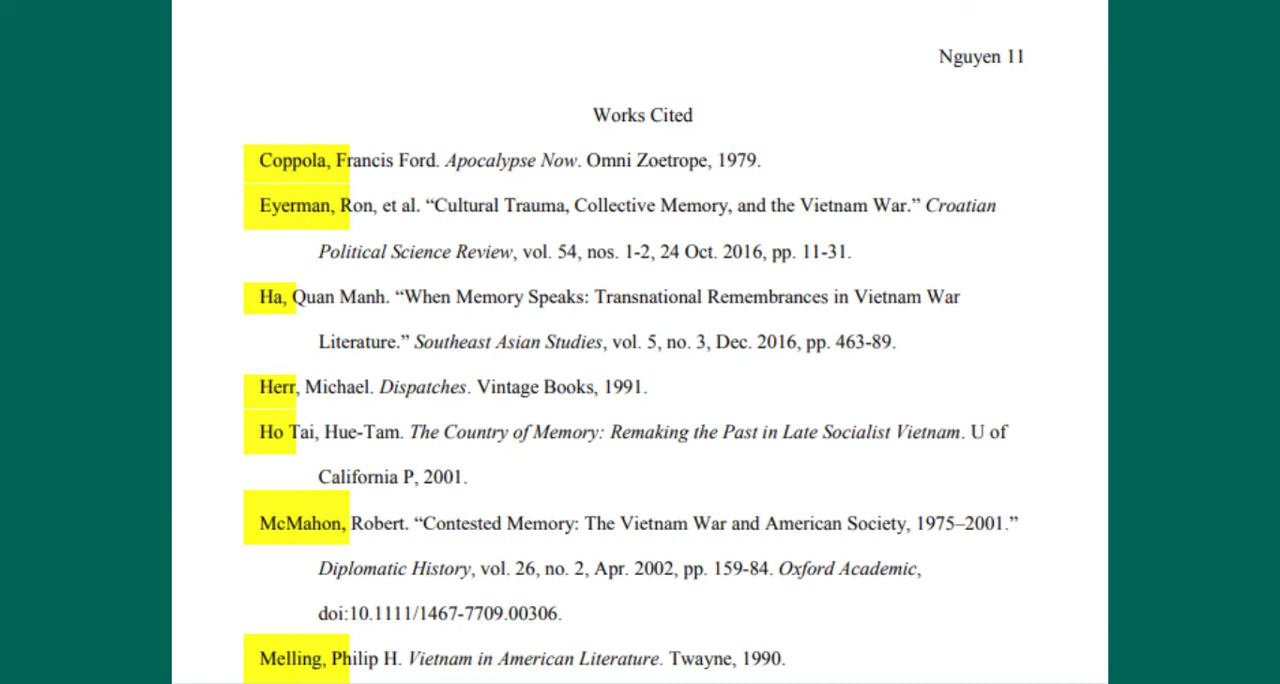 Nguyen 11
Works Cited
Coppola, Francis Ford. Apocalypse Now. Omni Zoetrope, 1979.
Eyerman, Ron, et al. “Cultural Trauma, Collective Memory, and the Vietnam War.” Croatian
Political Science Review, vol. 54, nos. 1-2, 24 Oct. 2016, pp. 11-31.
Ha, Quan Manh. “When Memory Speaks: Transnational Remembrances in Vietnam War
Literature.” Southeast Asian Studies, vol. 5, no. 3, Dec. 2016, pp. 463-89.
Herr, Michael. Dispatches. Vintage Books, 1991.
Ho Tai, Hue-Tam. The Country of Memory: Remaking the Past in Late Socialist Vietnam. U of
California P, 2001.
McMahon, Robert. “Contested Memory: The Vietnam War and American Society, 1975–2001.”
Diplomatic History, vol. 26, no. 2, Apr. 2002, pp. 159-84. Oxford Academic,
doi:10.1111/1467-7709.00306.
Melling, Philip H. Vietnam in American Literature. Twayne, 1990.